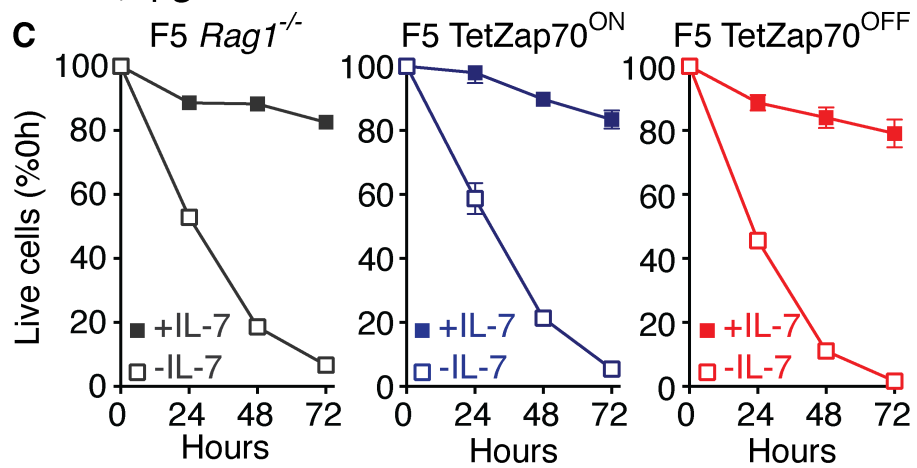 C
F5 Rag1-/-
F5 TetZap70ON
F5 TetZap70OFF
Live cells (%0h)
100
80
60
40
20
0
+IL-7
-IL-7
0 24 48 72
Hours
100
80
60
40
20
0
+IL-7
-IL-7
0 24 48 72
Hours
100
80
60
40
20
0
+IL-7
-IL-7
0 24 48 72
Hours